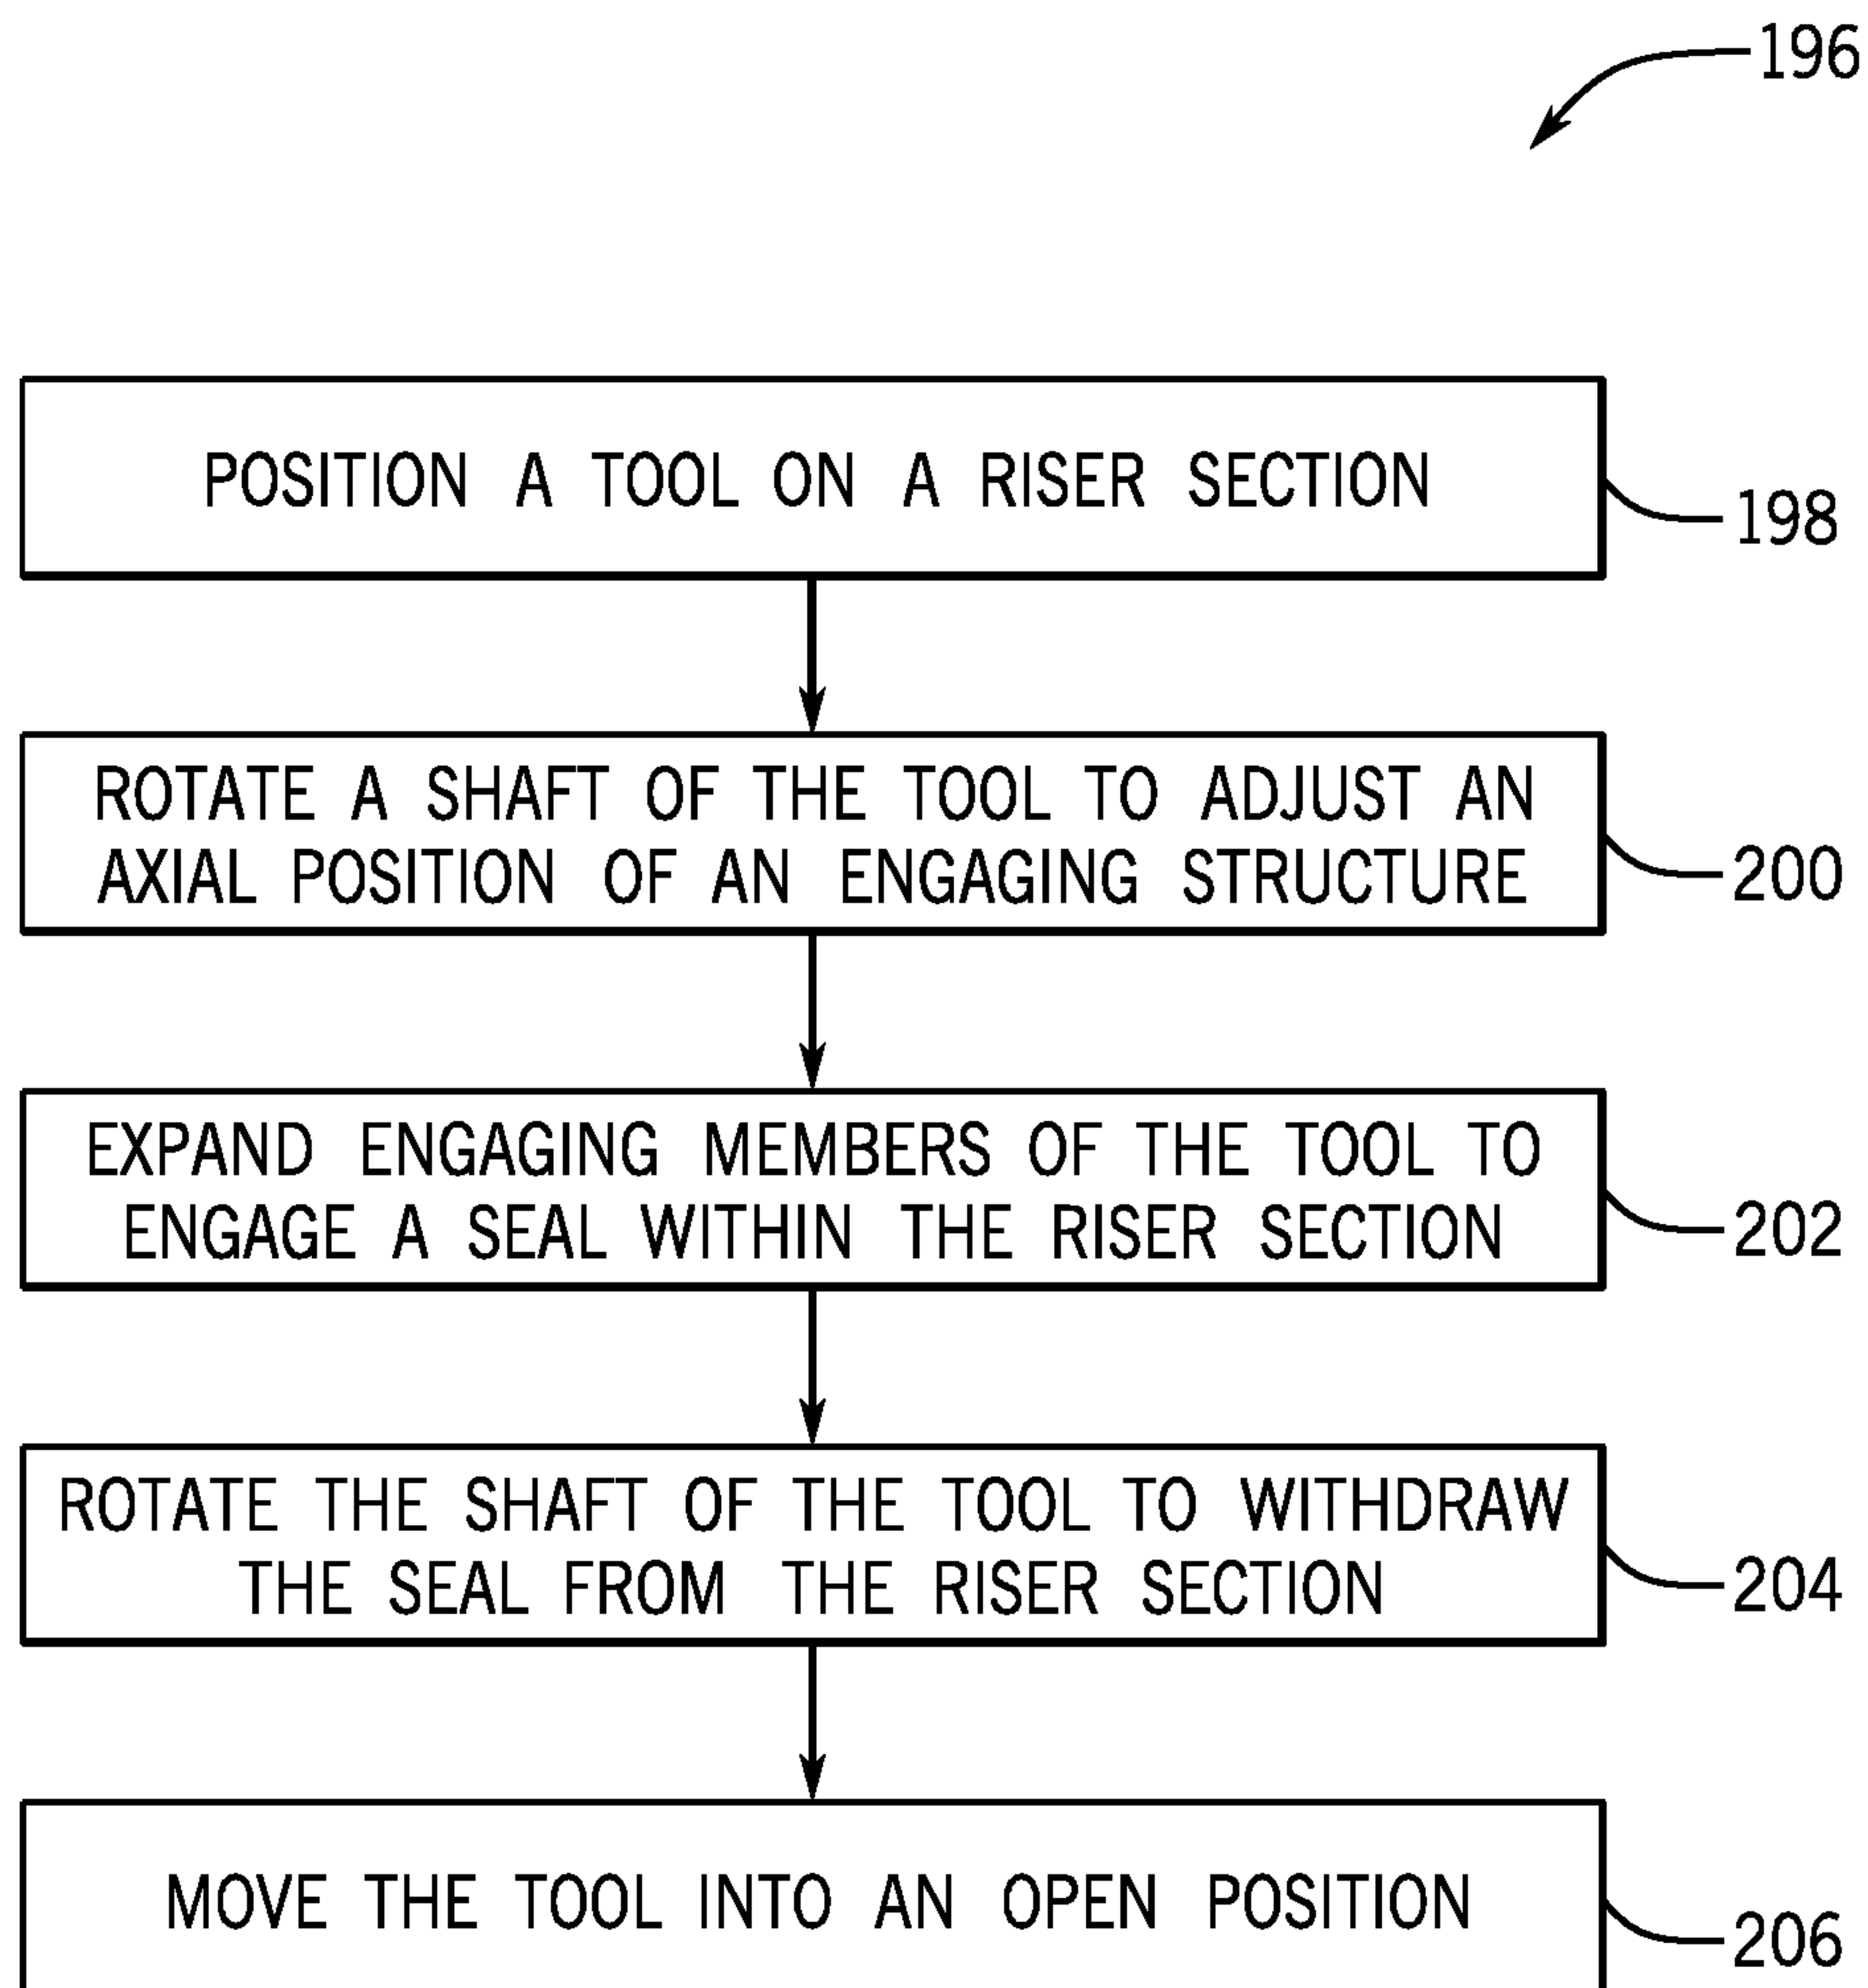 196
POSITION A TOOL ON A RISER SECTION
198
ROTATE A SHAFT OF THE TOOL TO ADJUST AN
AXIAL POSITION OF AN ENGAGING STRUCTURE
200
EXPAND ENGAGING MEMBERS OF THE TOOL TO
ENGAGE A SEAL WITHIN THE RISER SECTION
202
ROTATE THE SHAFT OF THE TOOL TO WITHDRAW
THE SEAL FROM THE RISER SECTION
204
MOVE THE TOOL INTO AN OPEN POSITION
206